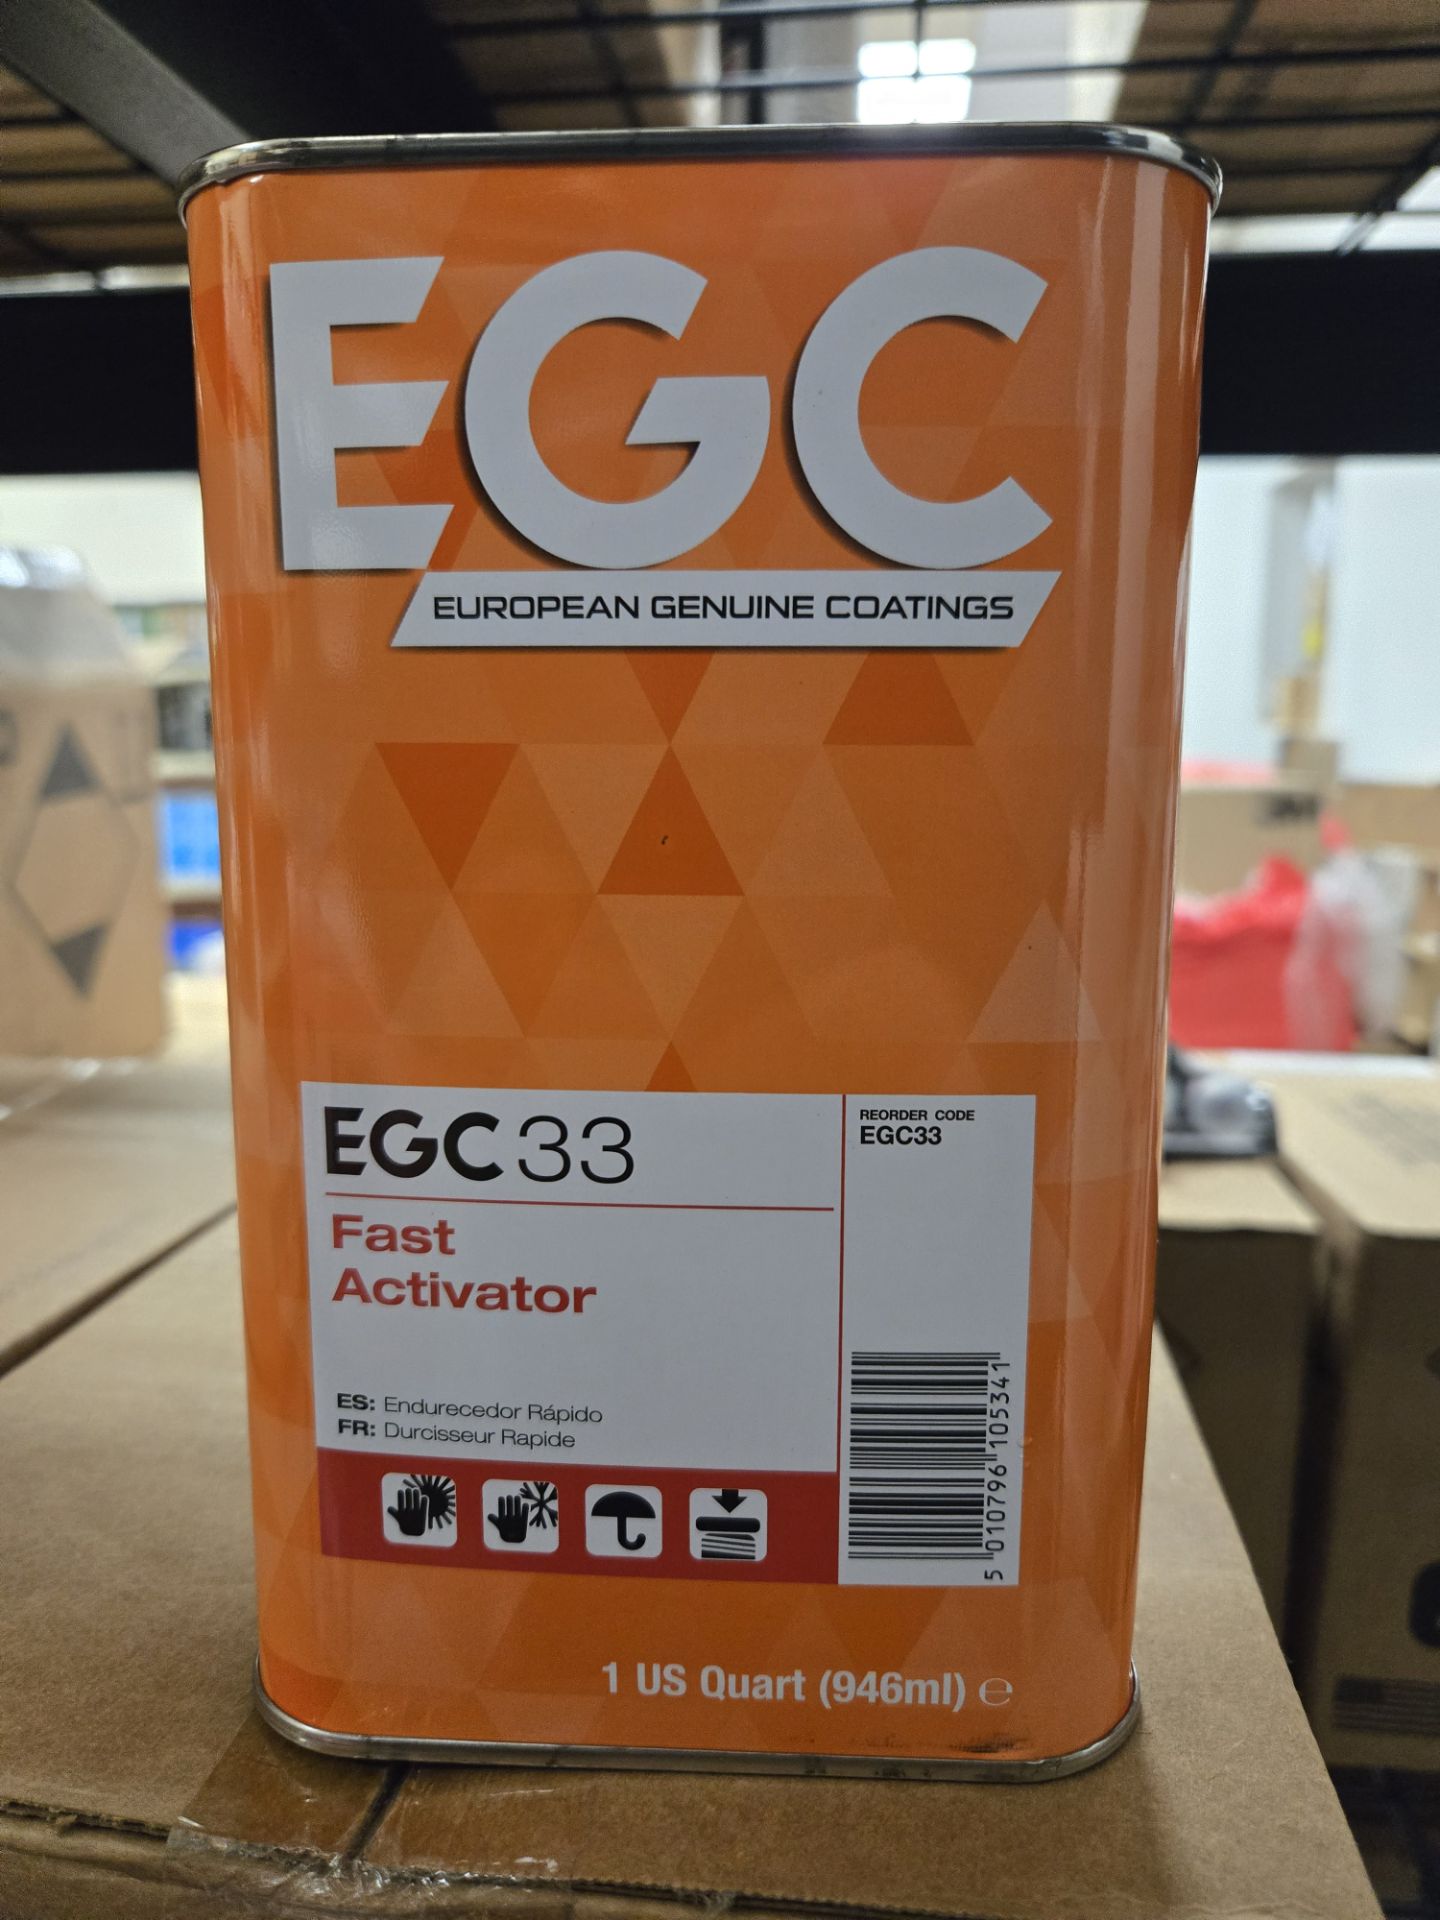 EGC
EUROPEAN GENUINE COATINGS
EGC33
Fast
Activator
ES: Endurecedor Rápido
FR: Durcisseur Rapide
REORDER CODE
EGC33
5 010796 105341
1 US Quart (946ml) ℮